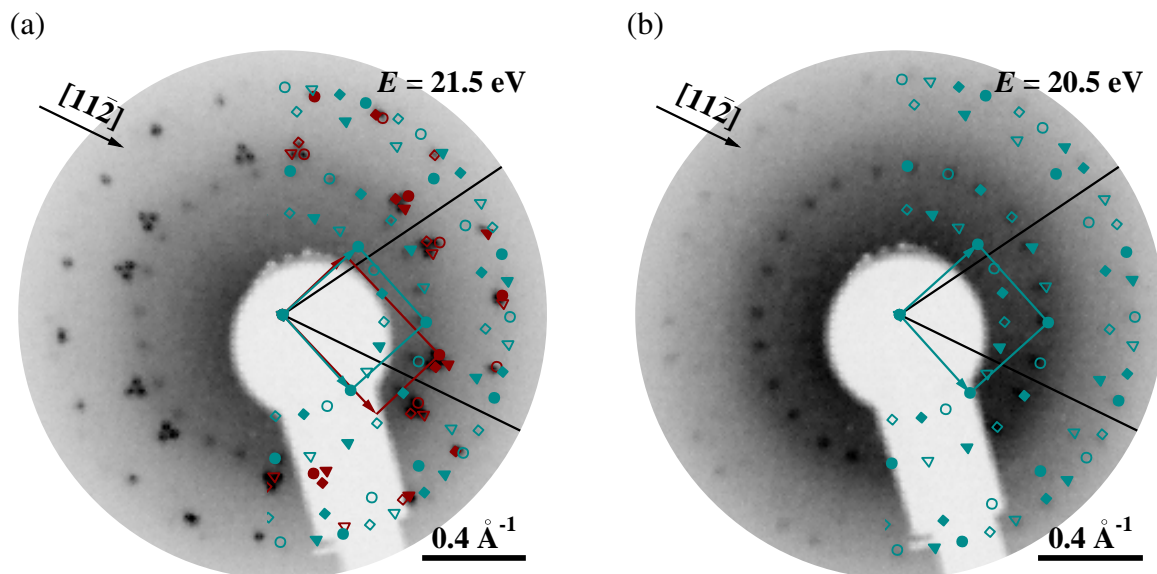 (a)
(b)
E = 21.5 eV
E = 20.5 eV
[112̄]
[112̄]
0.4 Å⁻¹
0.4 Å⁻¹